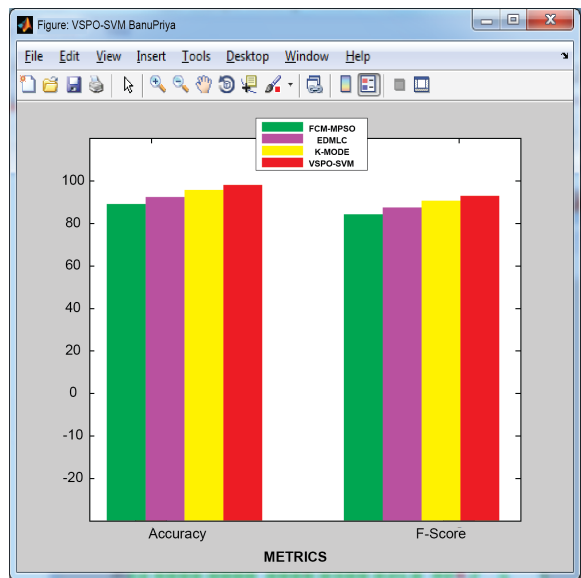 Figure: VSPO-SVM BanuPriya
File Edit View Insert Tools Desktop Window Help
FCM-MPSO
EDMLC
K-MODE
VSPO-SVM
100
80
60
40
20
0
-10
-20
Accuracy F-Score
METRICS